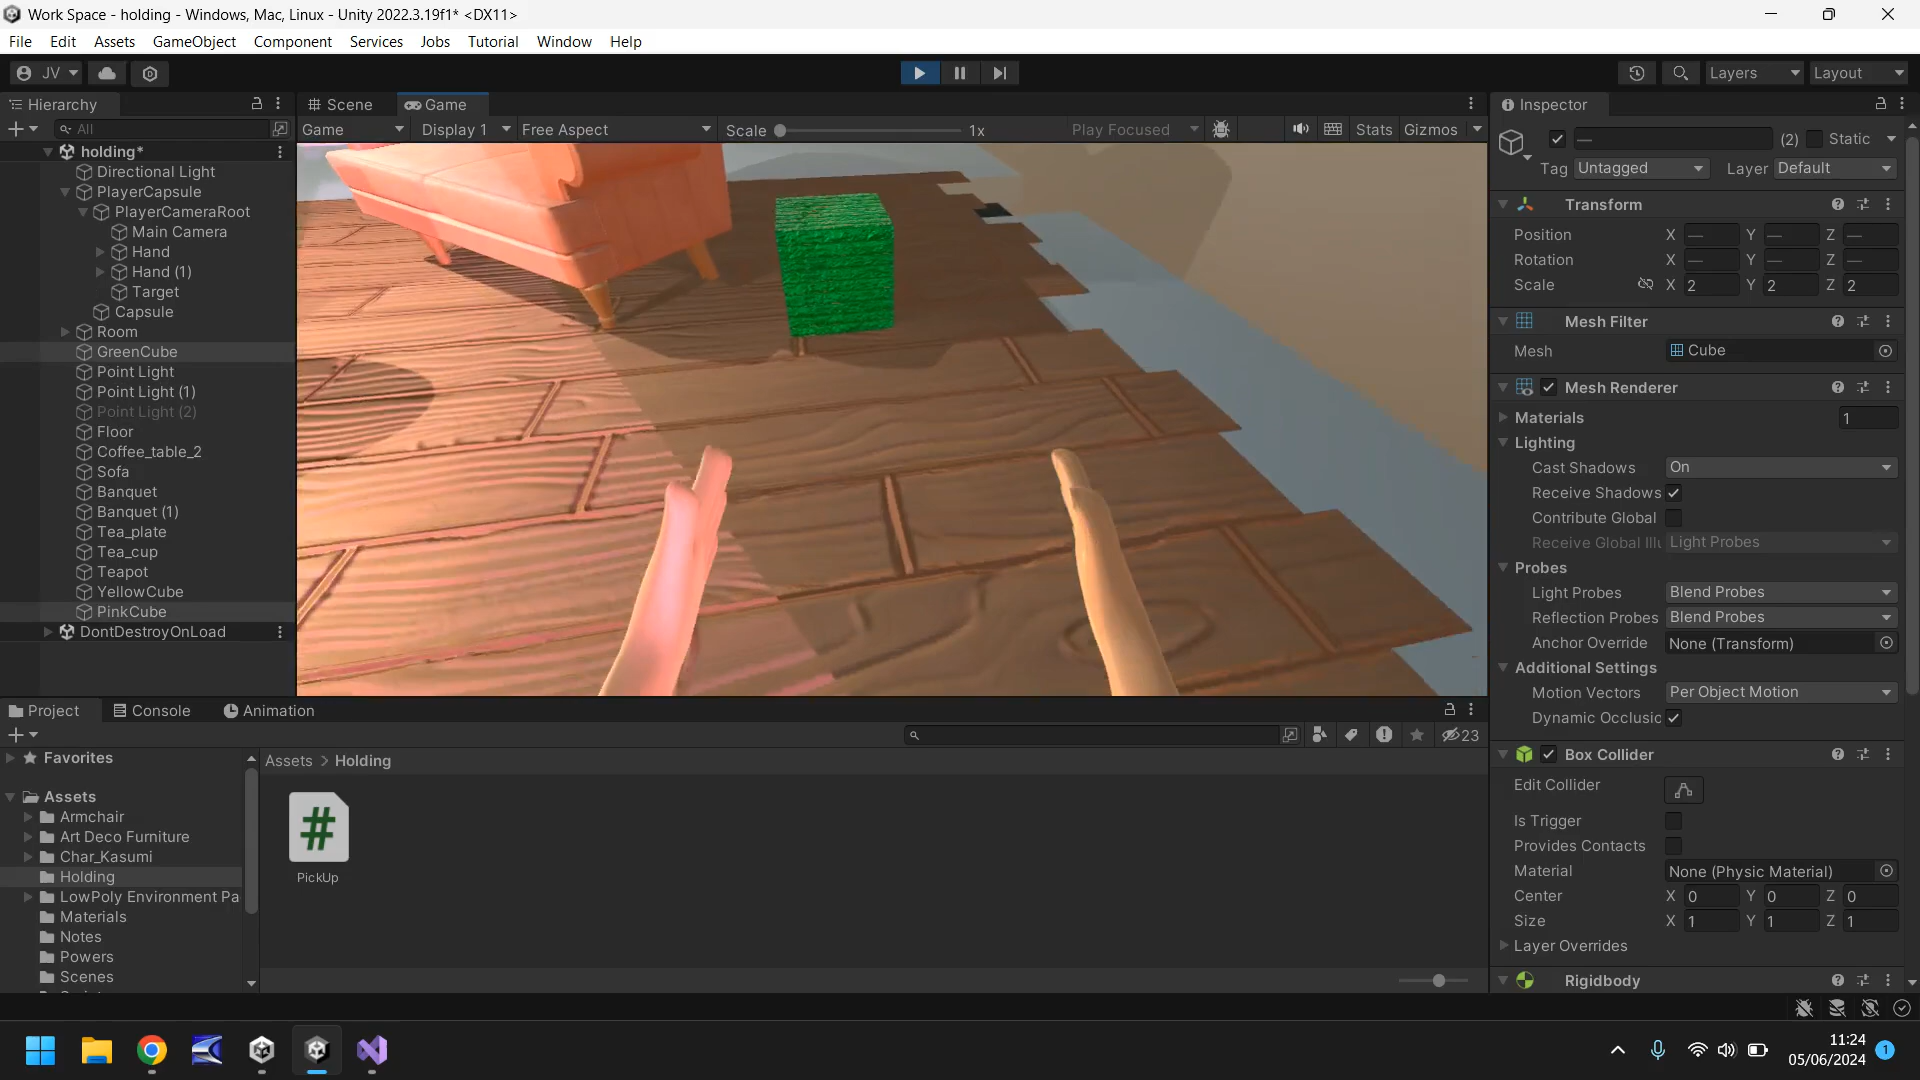 Work Space - holding - Windows, Mac, Linux - Unity 2022.3.19f1* <DX11>
File Edit Assets GameObject Component Services Jobs Tutorial Window Help
JV
Layers
Layout
Hierarchy
All
holding*
Directional Light
PlayerCapsule
PlayerCameraRoot
Main Camera
Hand
Hand (1)
Target
Capsule
Room
GreenCube
Point Light
Point Light (1)
Point Light (2)
Floor
Coffee_table_2
Sofa
Banquet
Banquet (1)
Tea_plate
Tea_cup
Teapot
YellowCube
PinkCube
DontDestroyOnLoad
Scene
Game
Game
Display 1
Free Aspect
Scale
1x
Play Focused
Stats
Gizmos
Inspector
— (2) Static
Tag Untagged Layer Default
Transform
Position X — Y — Z —
Rotation X — Y — Z —
Scale X 2 Y 2 Z 2
Mesh Filter
Mesh Cube
Mesh Renderer
Materials 1
Lighting
Cast Shadows On
Receive Shadows
Contribute Global
Receive Global Illu Light Probes
Probes
Light Probes Blend Probes
Reflection Probes Blend Probes
Anchor Override None (Transform)
Additional Settings
Motion Vectors Per Object Motion
Dynamic Occlusic
Box Collider
Edit Collider
Is Trigger
Provides Contacts
Material None (Physic Material)
Center X 0 Y 0 Z 0
Size X 1 Y 1 Z 1
Layer Overrides
Rigidbody
Project
Console
Animation
23
Favorites
Assets
Armchair
Art Deco Furniture
Char_Kasumi
Holding
LowPoly Environment Pa
Materials
Notes
Powers
Scenes
Assets > Holding
PickUp
11:24
05/06/2024
1